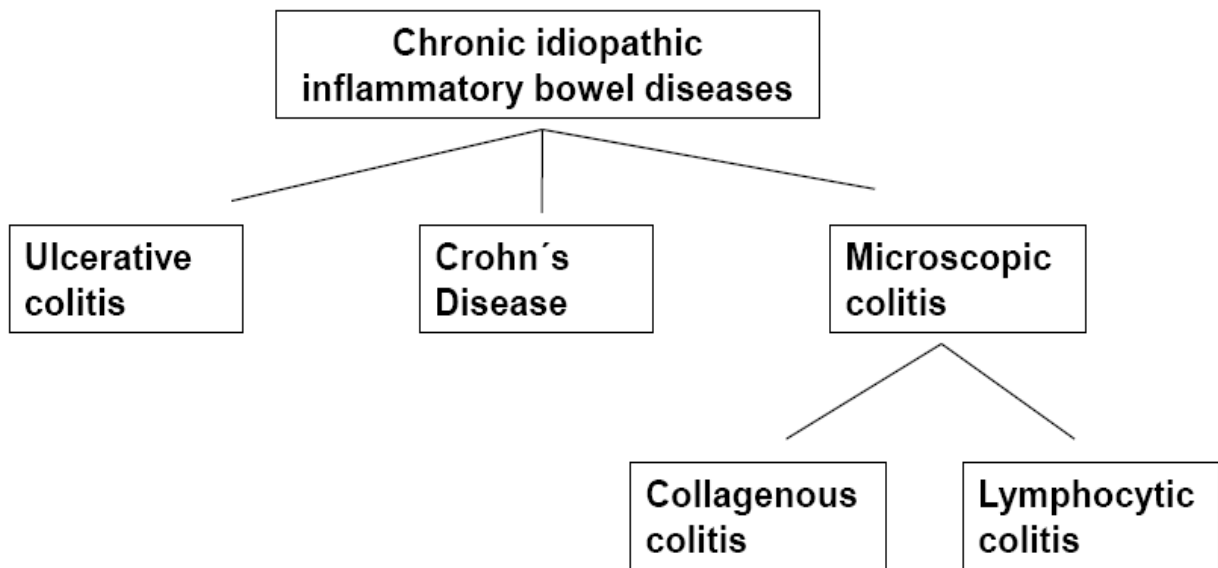 Chronic idiopathic
inflammatory bowel diseases
Ulcerative
colitis
Crohn´s
Disease
Microscopic
colitis
Collagenous
colitis
Lymphocytic
colitis